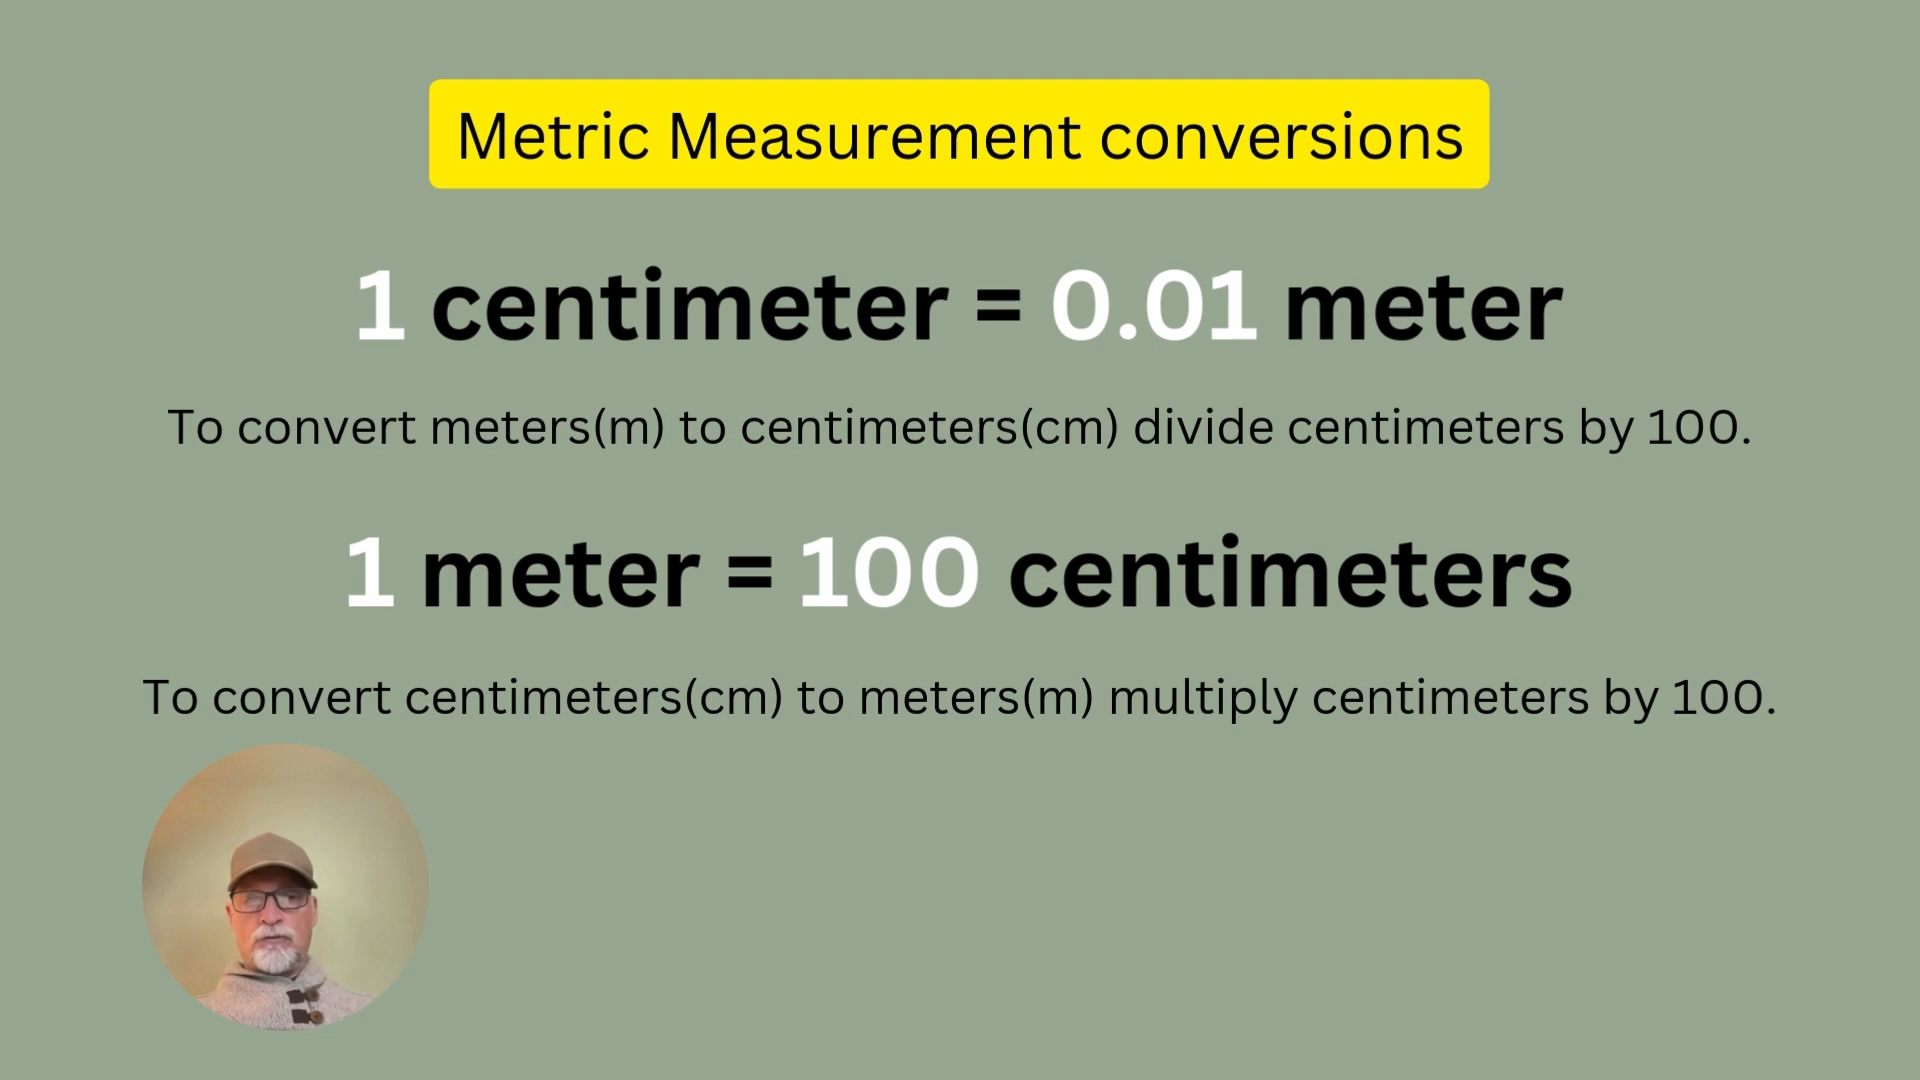 Metric Measurement conversions
1 centimeter = 0.01 meter
To convert meters(m) to centimeters(cm) divide centimeters by 100.
1 meter = 100 centimeters
To convert centimeters(cm) to meters(m) multiply centimeters by 100.